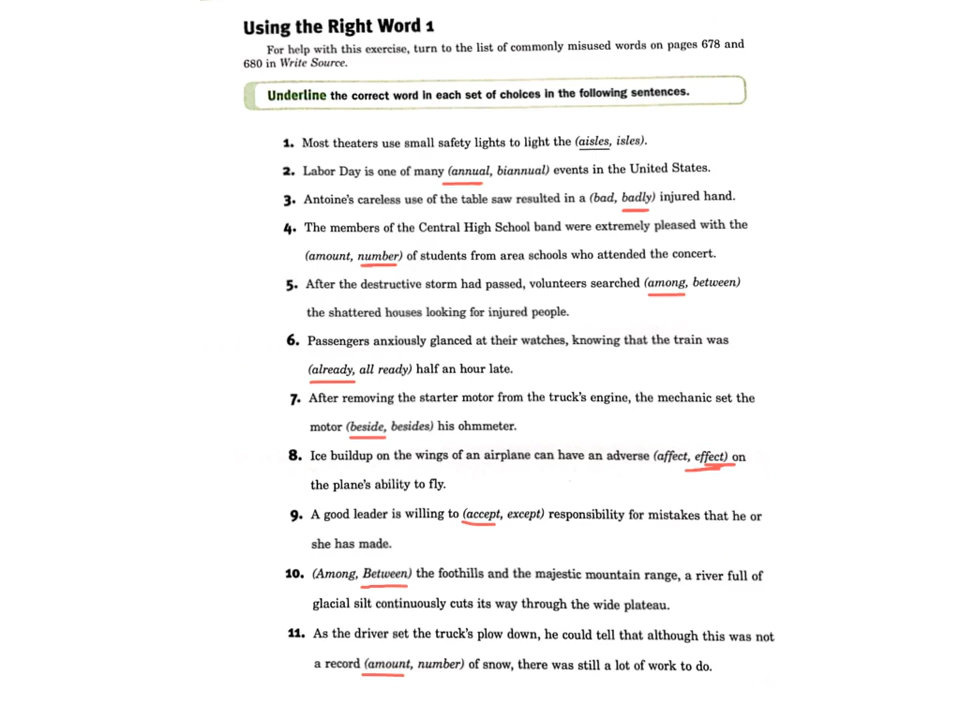 Using the Right Word 1
For help with this exercise, turn to the list of commonly misused words on pages 678 and
680 in Write Source.
Underline the correct word in each set of choices in the following sentences.
1. Most theaters use small safety lights to light the (aisles, isles).
2. Labor Day is one of many (annual, biannual) events in the United States.
3. Antoine's careless use of the table saw resulted in a (bad, badly) injured hand.
4. The members of the Central High School band were extremely pleased with the
(amount, number) of students from area schools who attended the concert.
5. After the destructive storm had passed, volunteers searched (among, between)
the shattered houses looking for injured people.
6. Passengers anxiously glanced at their watches, knowing that the train was
(already, all ready) half an hour late.
7. After removing the starter motor from the truck's engine, the mechanic set the
motor (beside, besides) his ohmmeter.
8. Ice buildup on the wings of an airplane can have an adverse (affect, effect) on
the plane's ability to fly.
9. A good leader is willing to (accept, except) responsibility for mistakes that he or
she has made.
10. (Among, Between) the foothills and the majestic mountain range, a river full of
glacial silt continuously cuts its way through the wide plateau.
11. As the driver set the truck's plow down, he could tell that although this was not
a record (amount, number) of snow, there was still a lot of work to do.